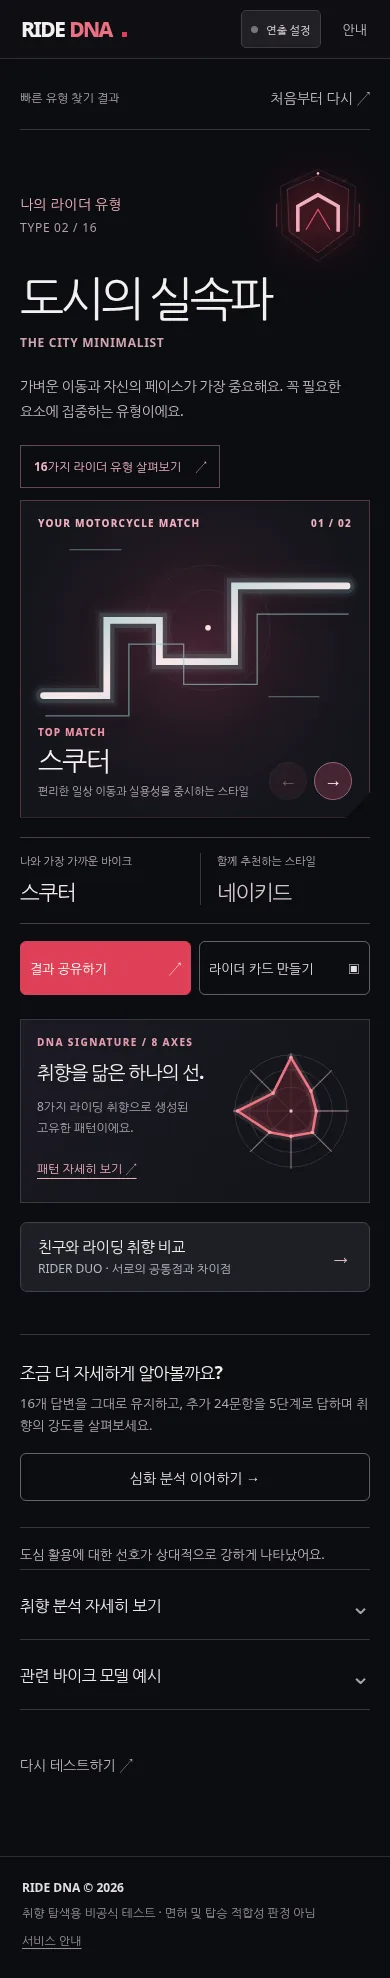 RIDE DNA .
연출 설정
안내
빠른 유형 찾기 결과
처음부터 다시 ↗
나의 라이더 유형
TYPE 02 / 16
도시의 실속파
THE CITY MINIMALIST
가벼운 이동과 자신의 페이스가 가장 중요해요. 꼭 필요한
요소에 집중하는 유형이에요.
16가지 라이더 유형 살펴보기 ↗
YOUR MOTORCYCLE MATCH
01 / 02
TOP MATCH
스쿠터
편리한 일상 이동과 실용성을 중시하는 스타일
← →
나와 가장 가까운 바이크
스쿠터
함께 추천하는 스타일
네이키드
결과 공유하기 ↗
라이더 카드 만들기 ▣
DNA SIGNATURE / 8 AXES
취향을 닮은 하나의 선.
8가지 라이딩 취향으로 생성된
고유한 패턴이에요.
패턴 자세히 보기 ↗
친구와 라이딩 취향 비교
RIDER DUO · 서로의 공통점과 차이점
→
조금 더 자세하게 알아볼까요?
16개 답변을 그대로 유지하고, 추가 24문항을 5단계로 답하며 취
향의 강도를 살펴보세요.
심화 분석 이어하기 →
도심 활용에 대한 선호가 상대적으로 강하게 나타났어요.
취향 분석 자세히 보기
관련 바이크 모델 예시
다시 테스트하기 ↗
RIDE DNA © 2026
취향 탐색용 비공식 테스트 · 면허 및 탑승 적합성 판정 아님
서비스 안내